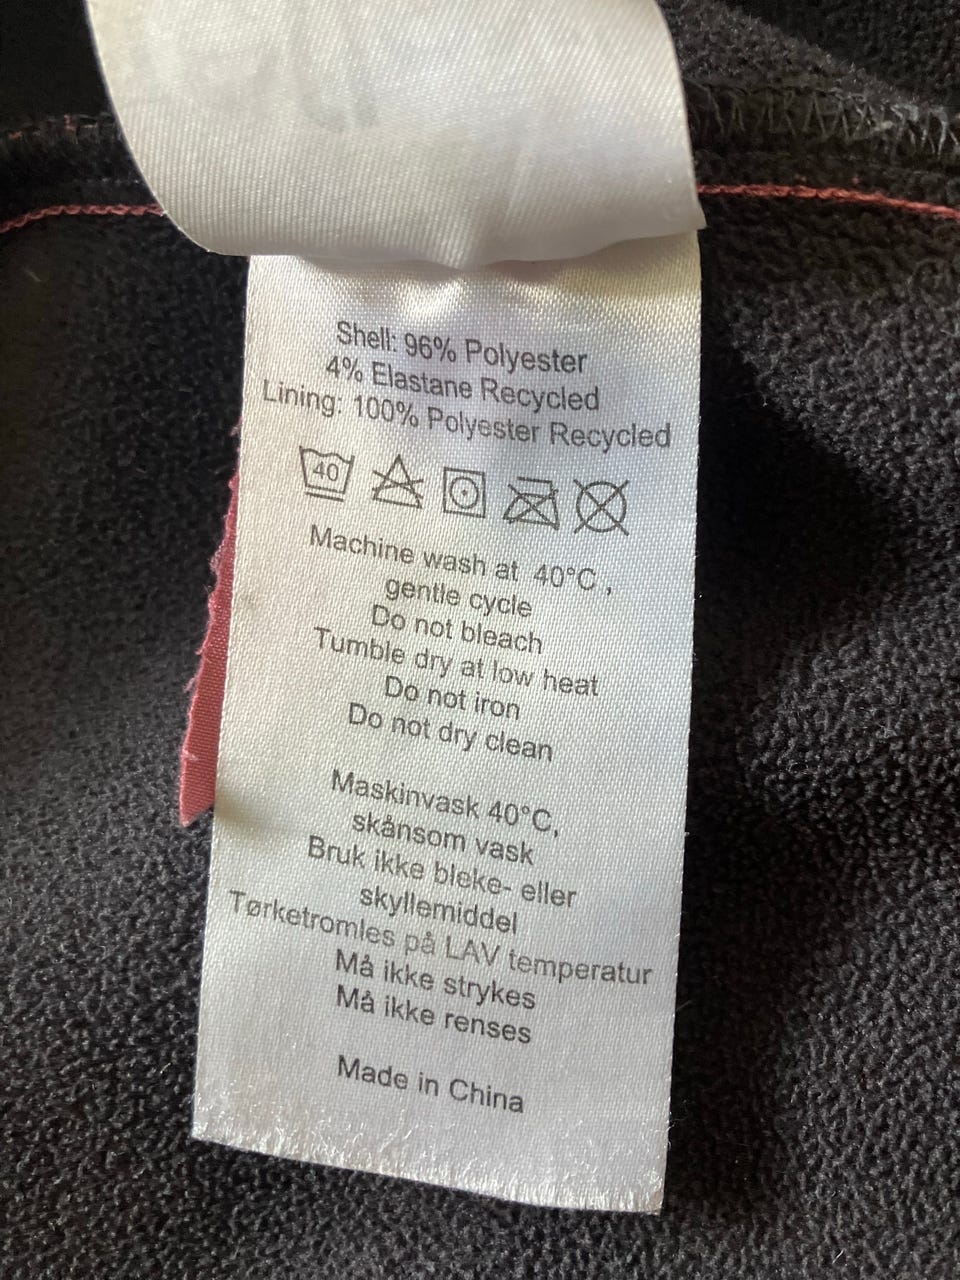 Shell: 96% Polyester
4% Elastane Recycled
Lining: 100% Polyester Recycled
40
Machine wash at 40°C ,
gentle cycle
Do not bleach
Tumble dry at low heat
Do not iron
Do not dry clean
Maskinvask 40°C,
skånsom vask
Bruk ikke bleke- eller
skyllemiddel
Tørketromles på LAV temperatur
Må ikke strykes
Må ikke renses
Made in China